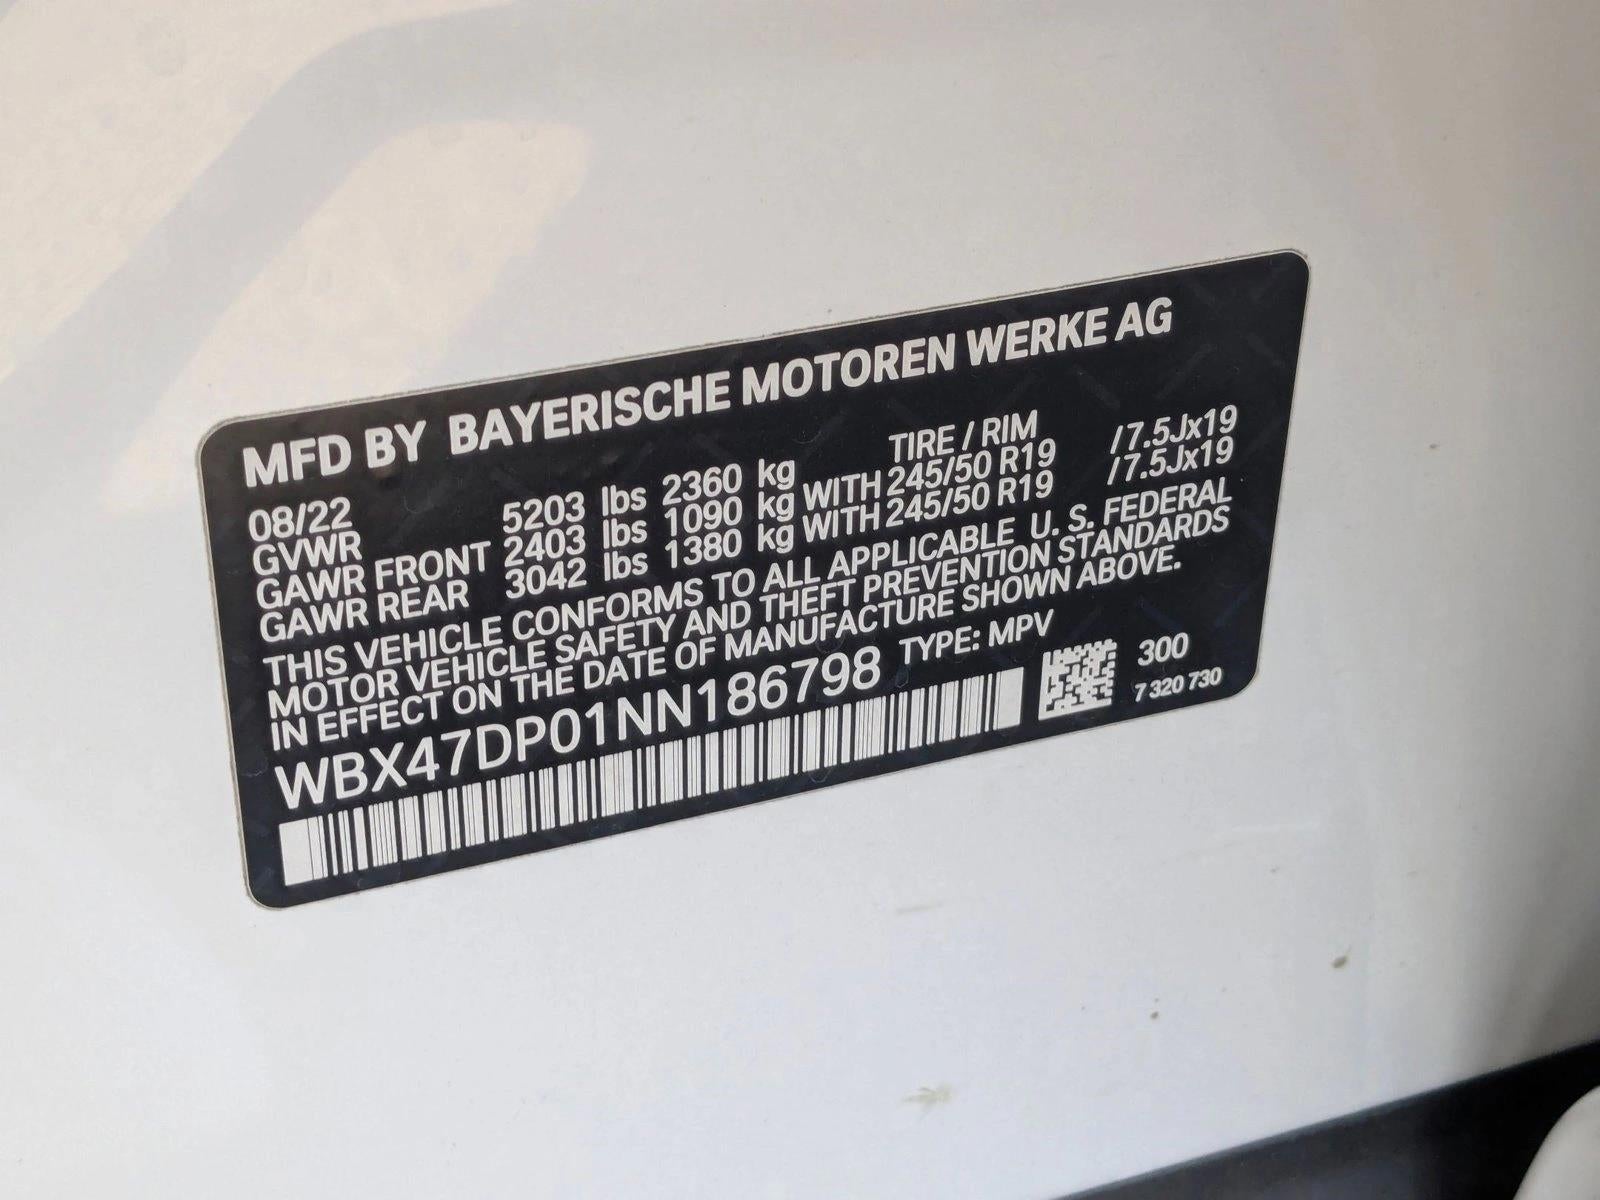 MFD BY BAYERISCHE MOTOREN WERKE AG
08/22 TIRE / RIM
GVWR 5203 lbs 2360 kg
GAWR FRONT 2403 lbs 1090 kg WITH 245/50 R19 / 7.5Jx19
GAWR REAR 3042 lbs 1380 kg WITH 245/50 R19 / 7.5Jx19
THIS VEHICLE CONFORMS TO ALL APPLICABLE U. S. FEDERAL
MOTOR VEHICLE SAFETY AND THEFT PREVENTION STANDARDS
IN EFFECT ON THE DATE OF MANUFACTURE SHOWN ABOVE.
WBX47DP01NN186798 TYPE: MPV
300
7 320 730